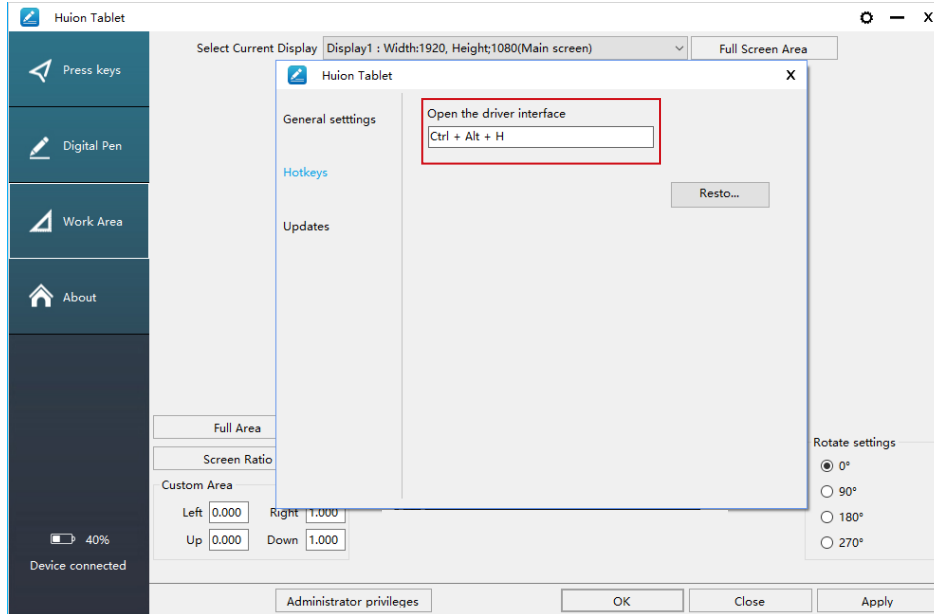 Huion Tablet
X
Press keys
Digital Pen
Work Area
About
40%
Device connected
Select Current Display
Display1 : Width:1920, Height;1080(Main screen)
Full Screen Area
Huion Tablet
X
General setttings
Hotkeys
Updates
Open the driver interface
Ctrl + Alt + H
Resto...
Full Area
Screen Ratio
Custom Area
Left 0.000 Right 1.000
Up 0.000 Down 1.000
Rotate settings
0°
90°
180°
270°
Administrator privileges
OK
Close
Apply